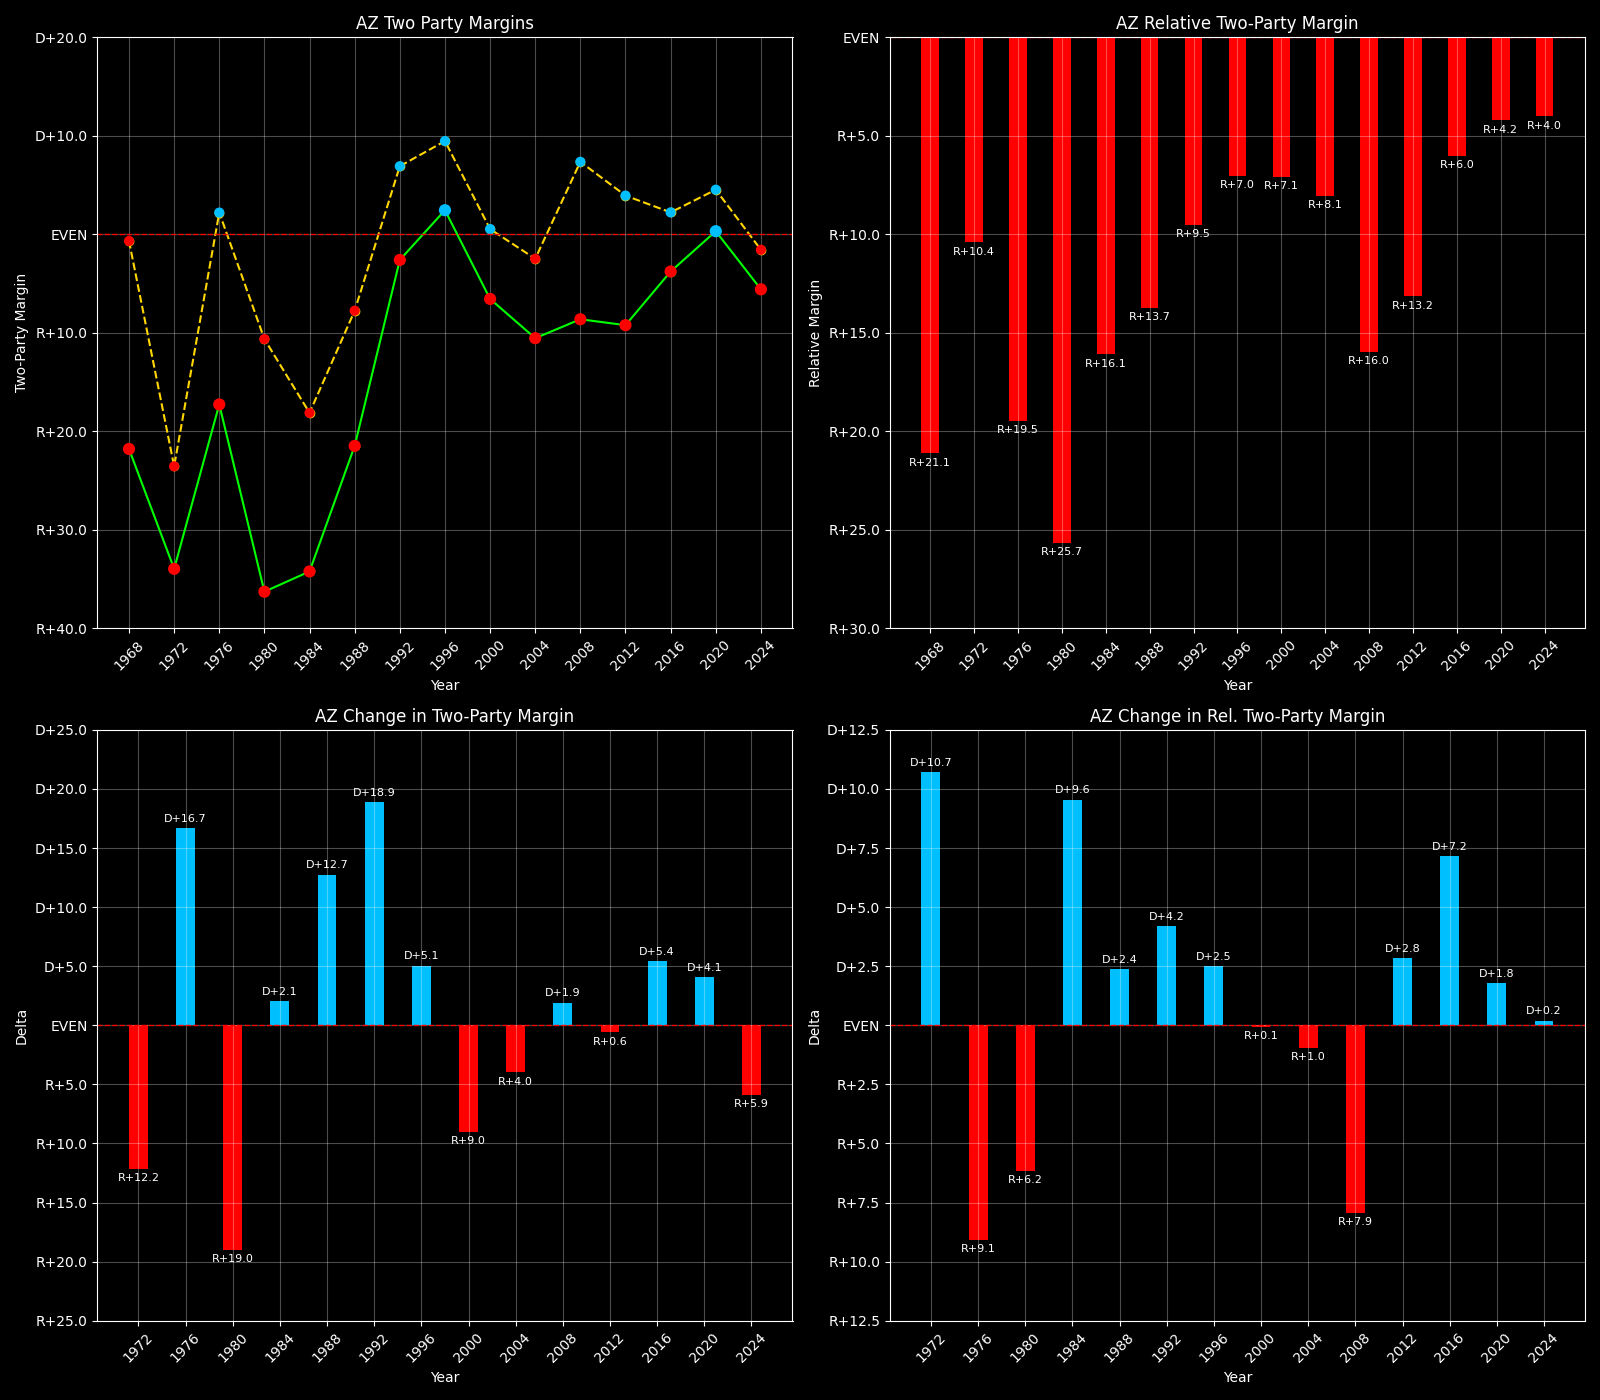 AZ Two Party Margins
D+20.0
D+10.0
EVEN
R+10.0
R+20.0
R+30.0
R+40.0
Two-Party Margin
1968
1972
1976
1980
1984
1988
1992
1996
2000
2004
2008
2012
2016
2020
2024
Year
AZ Relative Two-Party Margin
EVEN
R+5.0
R+10.0
R+15.0
R+20.0
R+25.0
R+30.0
Relative Margin
R+21.1
R+10.4
R+19.5
R+25.7
R+16.1
R+13.7
R+9.5
R+7.0
R+7.1
R+8.1
R+16.0
R+13.2
R+6.0
R+4.2
R+4.0
1968
1972
1976
1980
1984
1988
1992
1996
2000
2004
2008
2012
2016
2020
2024
Year
AZ Change in Two-Party Margin
D+25.0
D+20.0
D+15.0
D+10.0
D+5.0
EVEN
R+5.0
R+10.0
R+15.0
R+20.0
R+25.0
Delta
R+12.2
D+16.7
R+19.0
D+2.1
D+12.7
D+18.9
D+5.1
R+9.0
R+4.0
D+1.9
R+0.6
D+5.4
D+4.1
R+5.9
1972
1976
1980
1984
1988
1992
1996
2000
2004
2008
2012
2016
2020
2024
Year
AZ Change in Rel. Two-Party Margin
D+12.5
D+10.0
D+7.5
D+5.0
D+2.5
EVEN
R+2.5
R+5.0
R+7.5
R+10.0
R+12.5
Delta
D+10.7
R+9.1
R+6.2
D+9.6
D+2.4
D+4.2
D+2.5
R+0.1
R+1.0
R+7.9
D+2.8
D+7.2
D+1.8
D+0.2
1972
1976
1980
1984
1988
1992
1996
2000
2004
2008
2012
2016
2020
2024
Year